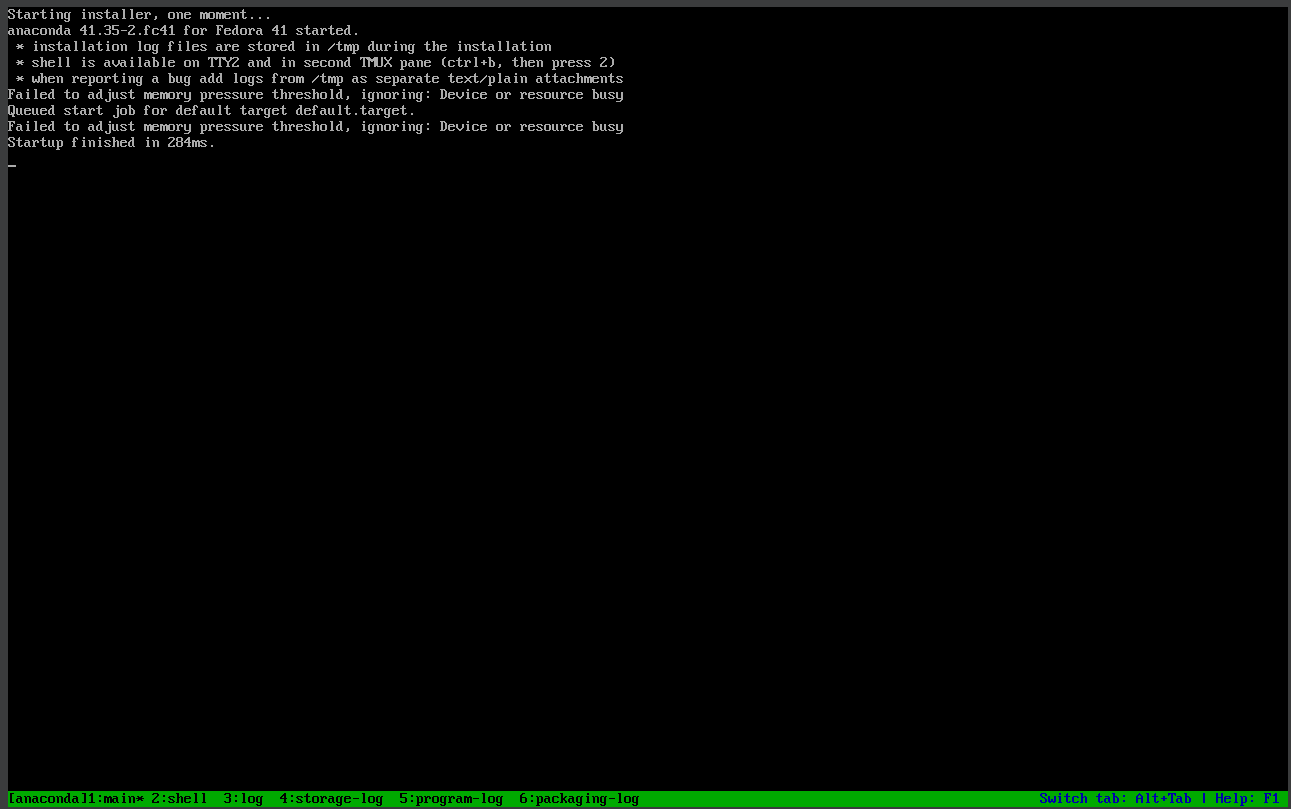 Starting installer, one moment...
anaconda 41.35-2.fc41 for Fedora 41 started.
 * installation log files are stored in /tmp during the installation
 * shell is available on TTY2 and in second TMUX pane (ctrl+b, then press 2)
 * when reporting a bug add logs from /tmp as separate text/plain attachments
Failed to adjust memory pressure threshold, ignoring: Device or resource busy
Queued start job for default target default.target.
Failed to adjust memory pressure threshold, ignoring: Device or resource busy
Startup finished in 284ms.
[anaconda]1:main* 2:shell  3:log  4:storage-log  5:program-log  6:packaging-log Switch tab: Alt+Tab | Help: F1